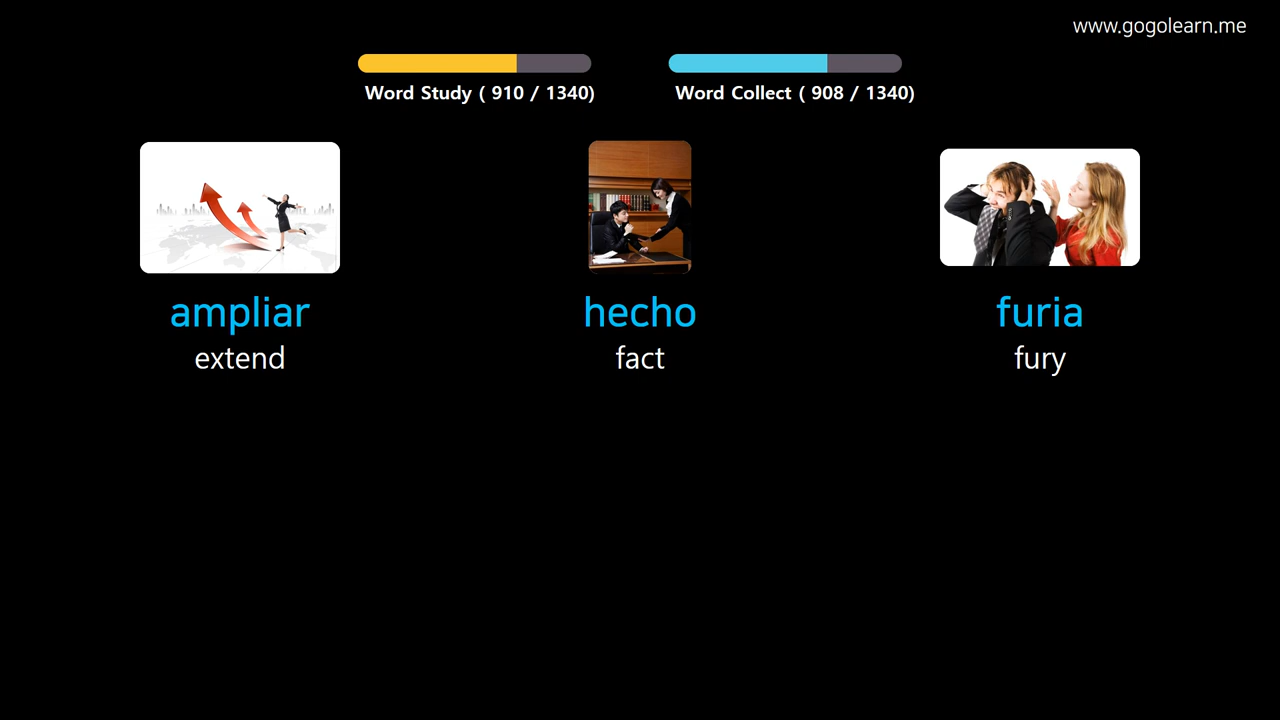 www.gogolearn.me
Word Study ( 910 / 1340)
Word Collect ( 908 / 1340)
ampliar
extend
hecho
fact
furia
fury